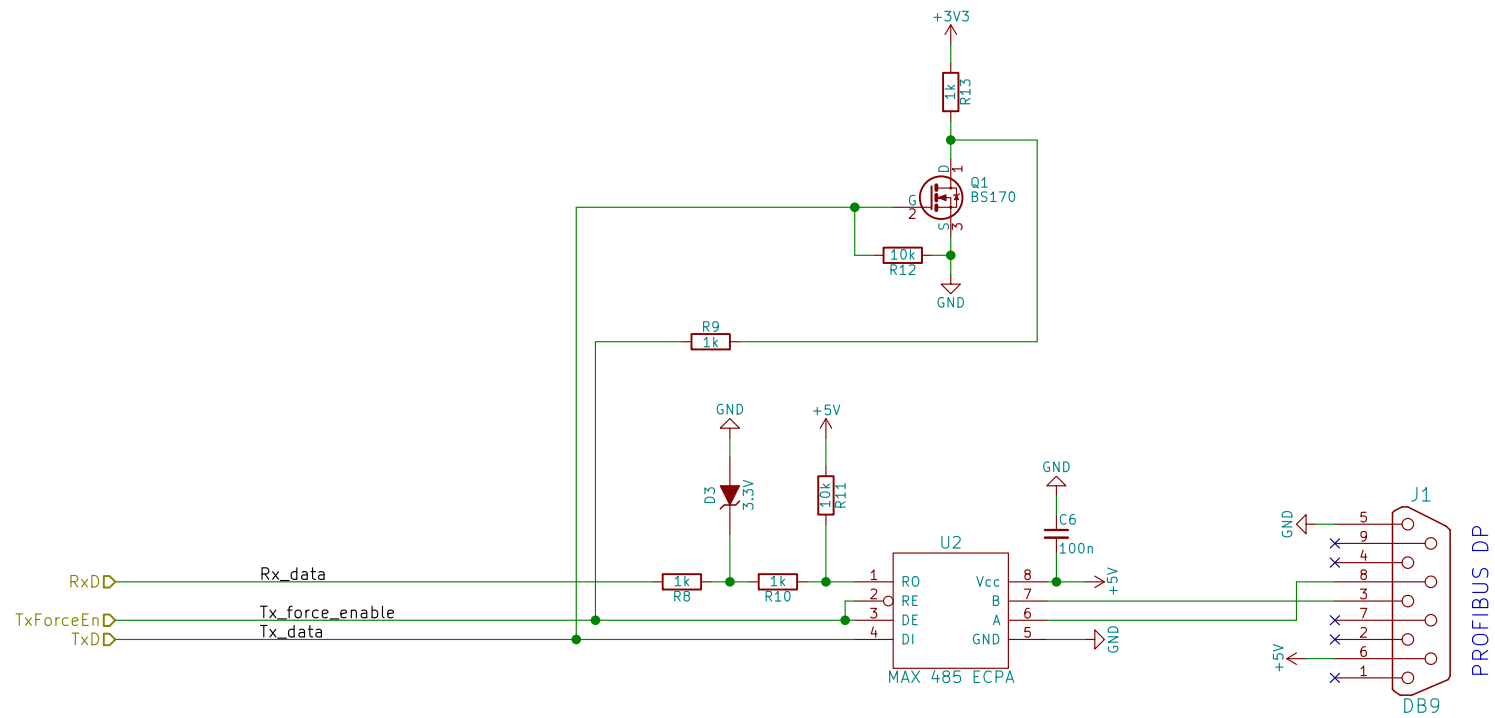 +3V3
1k
R13
D
1
Q1
BS170
G
2
S
3
10k
R12
GND
R9
1k
GND
+5V
D3
3.3V
10k
R11
GND
C6
100n
J1
GND
5
9
4
8
3
7
2
6
1
+5V
DB9
PROFIBUS DP
U2
1 RO Vcc 8
2 RE B 7
3 DE A 6
4 DI GND 5
MAX 485 ECPA
+5V
GND
RxD Rx_data
1k
R8
1k
R10
TxForceEn Tx_force_enable
TxD Tx_data